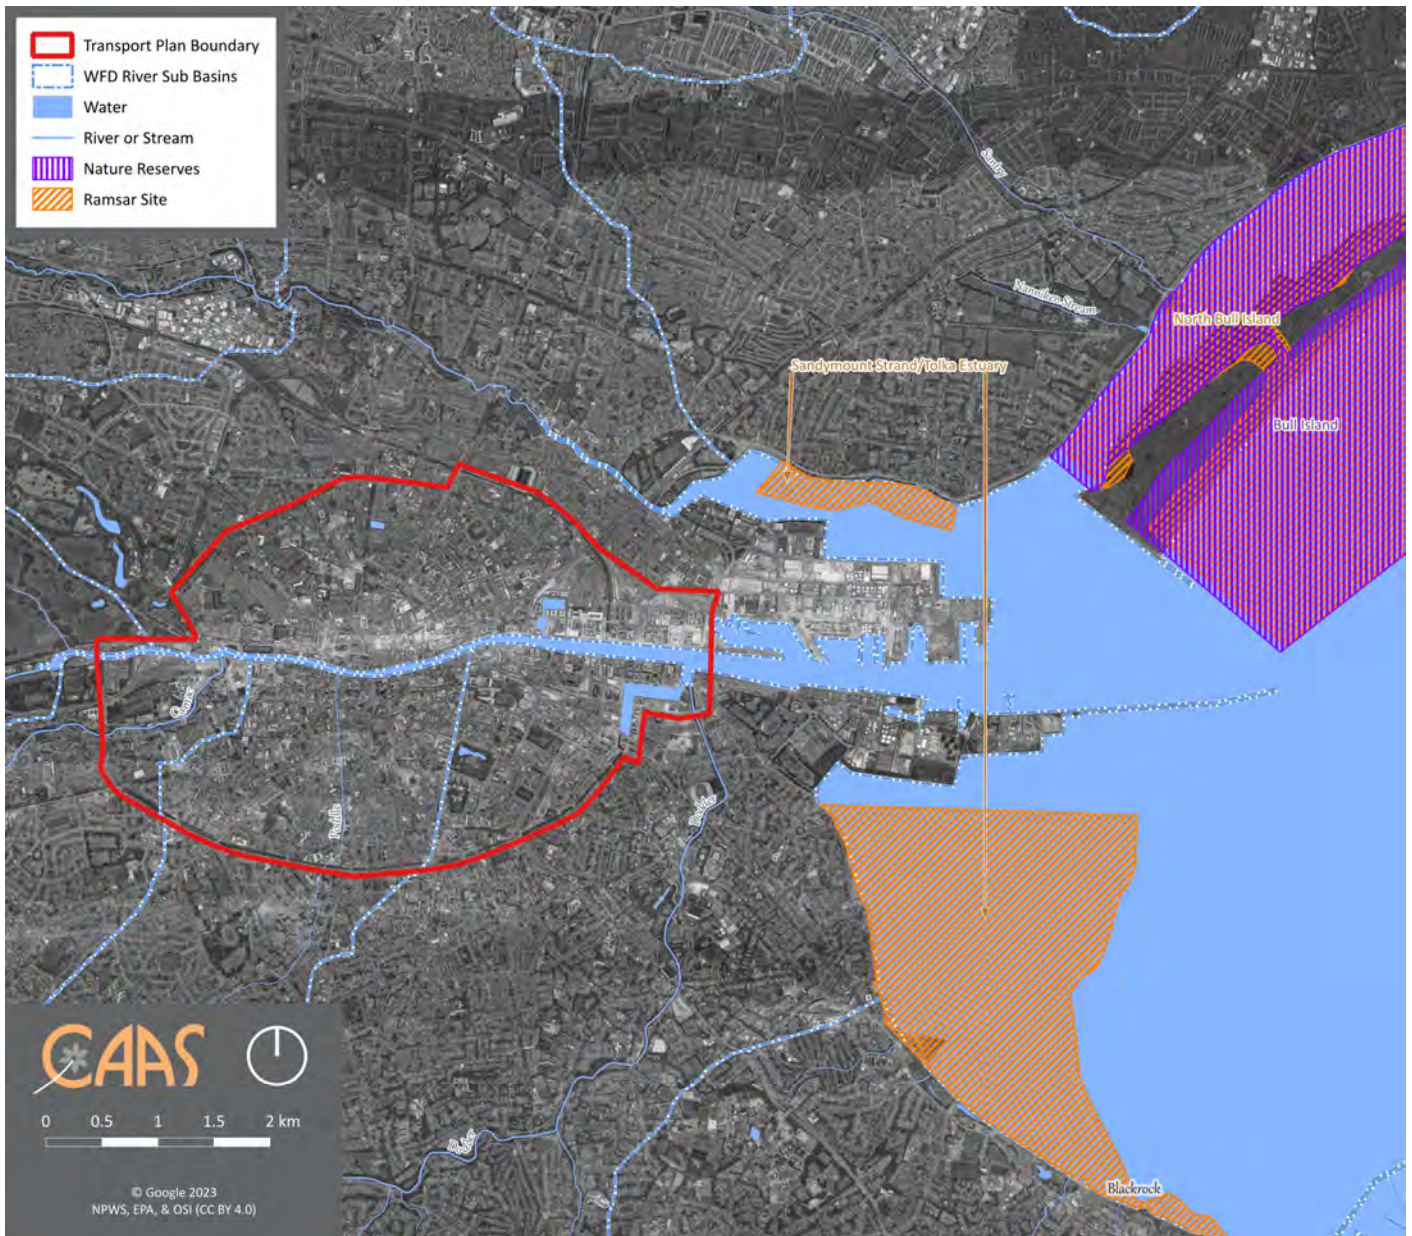 Transport Plan Boundary
WFD River Sub Basins
Water
River or Stream
Nature Reserves
Ramsar Site
Santry
Nanniken Stream
North Bull Island
Sandymount Strand/Tolka Estuary
Bull Island
Camac
Poddle
Dodder
Dodder
Blackrock
CAAS
0 0.5 1 1.5 2 km
© Google 2023
NPWS, EPA, & OSI (CC BY 4.0)